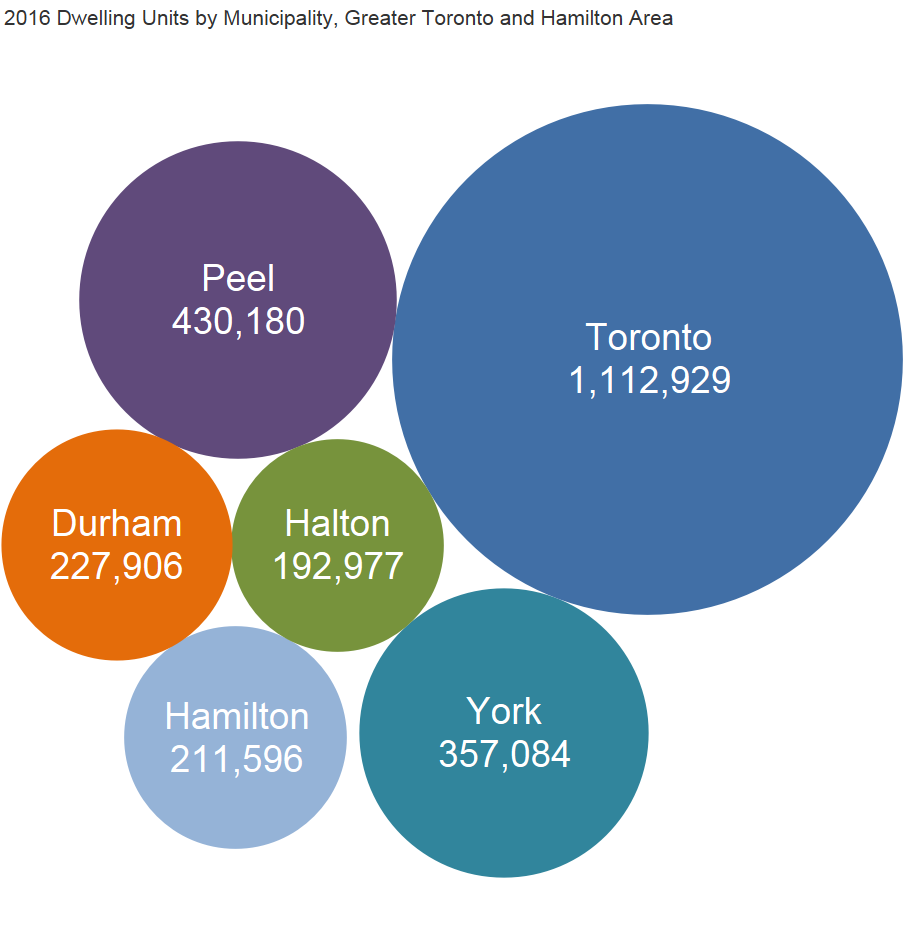 2016 Dwelling Units by Municipality, Greater Toronto and Hamilton Area
Peel
430,180
Toronto
1,112,929
Durham
227,906
Halton
192,977
Hamilton
211,596
York
357,084